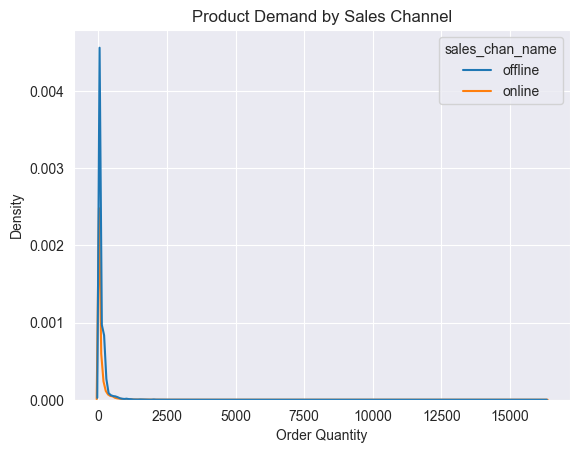 Product Demand by Sales Channel
sales_chan_name
offline
online
0.004
0.003
0.002
0.001
0.000
Density
0 2500 5000 7500 10000 12500 15000
Order Quantity